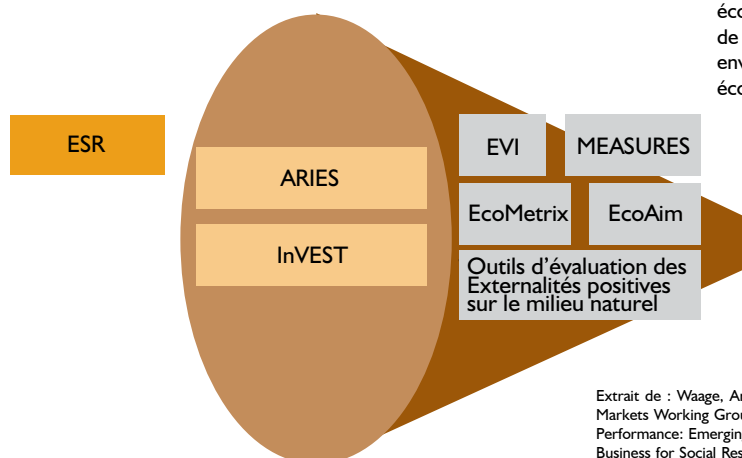 éco
de
env
éco
ESR
ARIES
InVEST
EVI
MEASURES
EcoMetrix
EcoAim
Outils d’évaluation des
Externalités positives
sur le milieu naturel
Extrait de : Waage, Ar
Markets Working Grou
Performance: Emergin
Business for Social Res